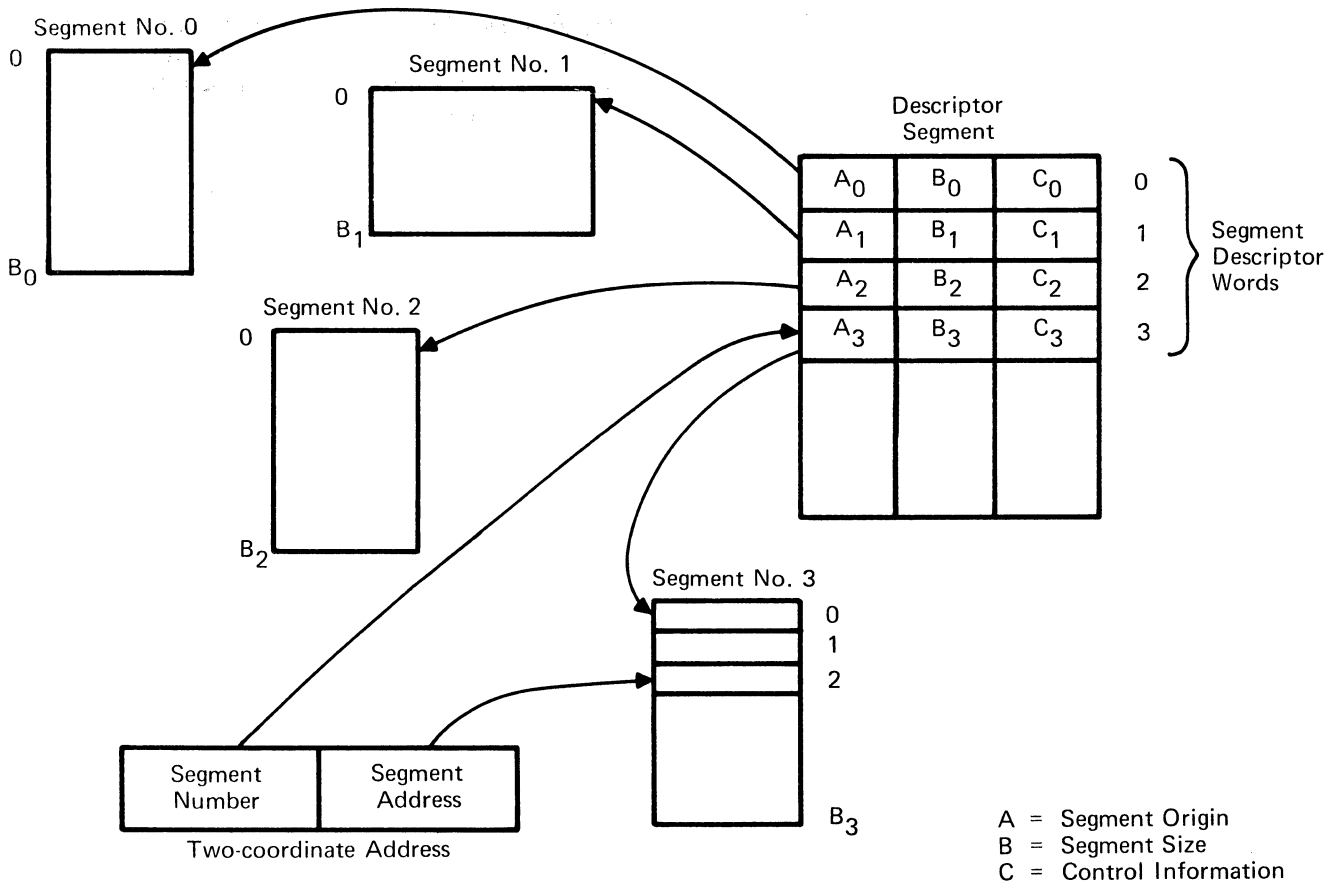 Segment No. 0
0
B0
Segment No. 1
0
B1
Descriptor
Segment
A0 B0 C0 0
A1 B1 C1 1
A2 B2 C2 2
A3 B3 C3 3
Segment
Descriptor
Words
Segment No. 2
0
B2
Segment No. 3
0
1
2
B3
Segment
Number
Segment
Address
Two-coordinate Address
A = Segment Origin
B = Segment Size
C = Control Information